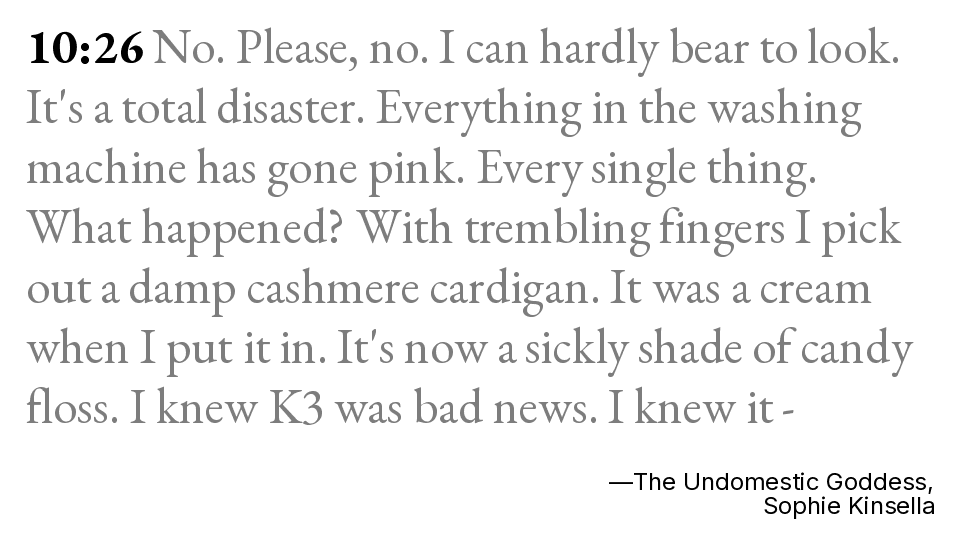 10:26 No. Please, no. I can hardly bear to look.
It's a total disaster. Everything in the washing
machine has gone pink. Every single thing.
What happened? With trembling fingers I pick
out a damp cashmere cardigan. It was a cream
when I put it in. It's now a sickly shade of candy
floss. I knew K3 was bad news. I knew it -
—The Undomestic Goddess,
Sophie Kinsella